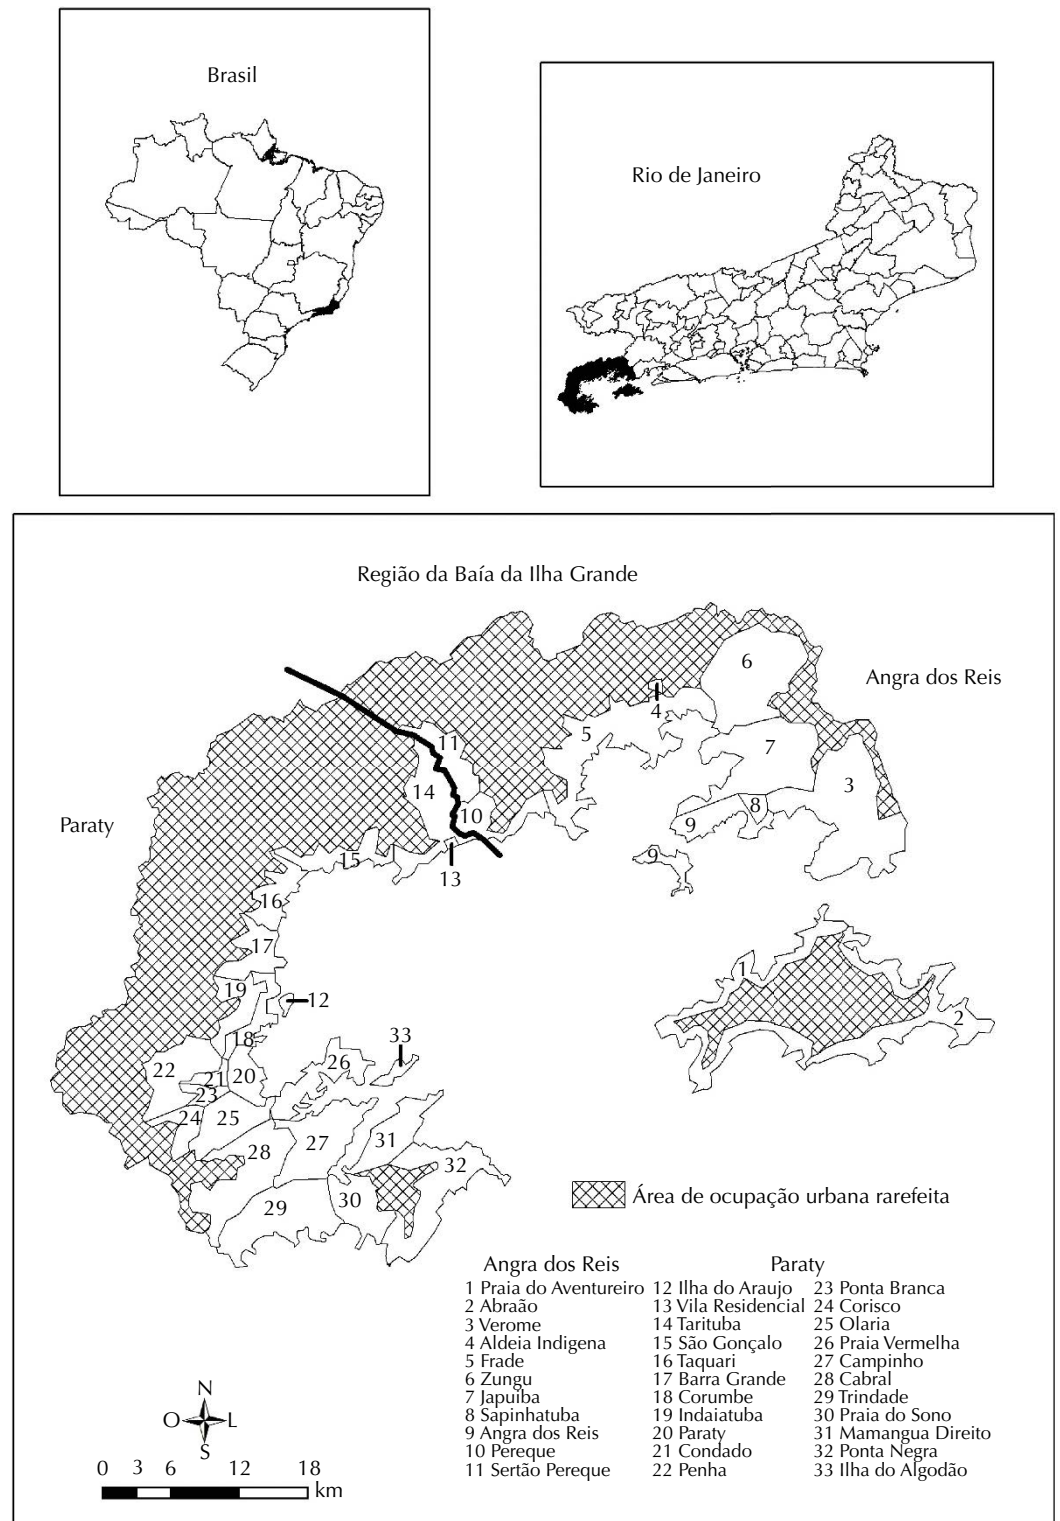 Brasil
Rio de Janeiro
Região da Baía da Ilha Grande
Angra dos Reis
Paraty
6
4
5
11
7
14
3
8
10
9
9
15
13
16
17
1
19
12
2
18
33
26
22
21
20
23
24
25
31
27
28
32
30
29
Área de ocupação urbana rarefeita
Angra dos Reis
1 Praia do Aventureiro
2 Abraão
3 Verome
4 Aldeia Indigena
5 Frade
6 Zungu
7 Japuiba
8 Sapinhatuba
9 Angra dos Reis
10 Pereque
11 Sertão Pereque
Paraty
12 Ilha do Araujo
13 Vila Residencial
14 Tarituba
15 São Gonçalo
16 Taquari
17 Barra Grande
18 Corumbe
19 Indaiatuba
20 Paraty
21 Condado
22 Penha
23 Ponta Branca
24 Corisco
25 Olaria
26 Praia Vermelha
27 Campinho
28 Cabral
29 Trindade
30 Praia do Sono
31 Mamangua Direito
32 Ponta Negra
33 Ilha do Algodão
N
O L
S
0 3 6 12 18
km